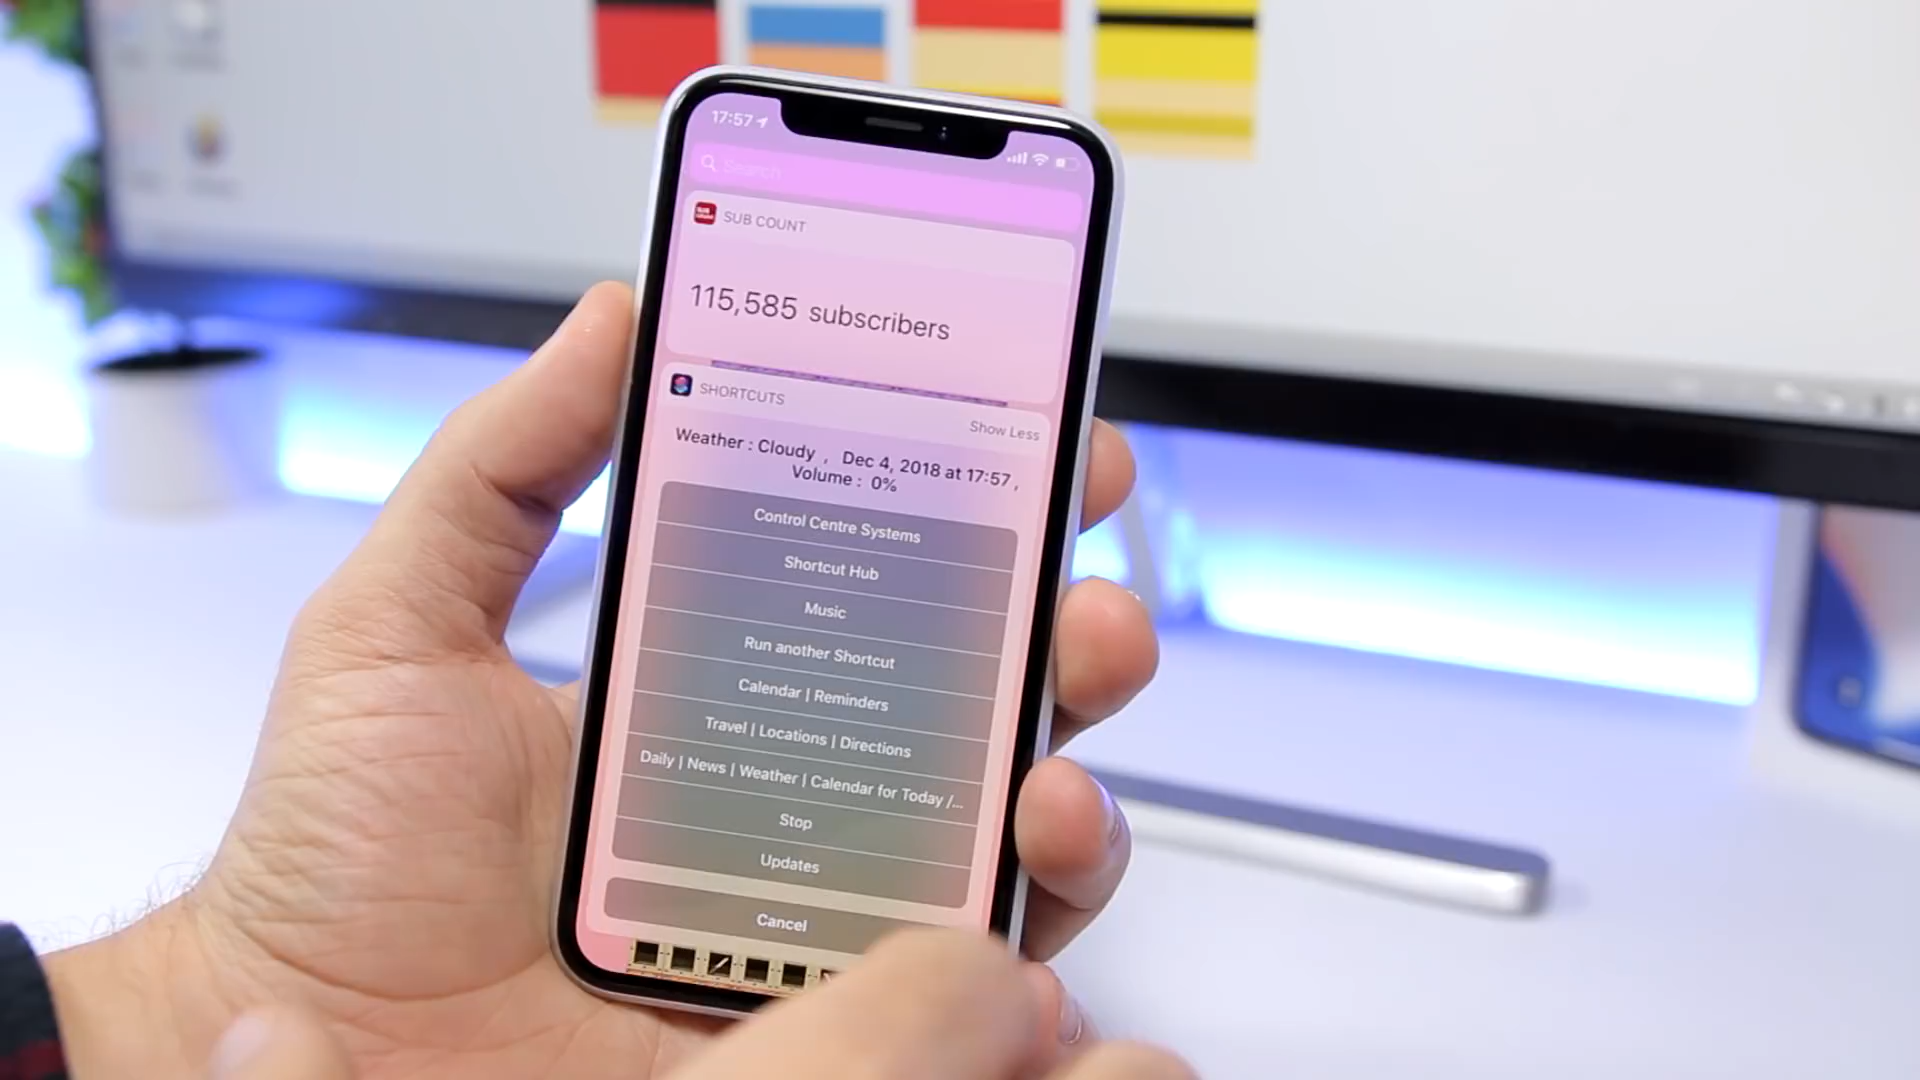 17:57
Search
SUB COUNT
115,585 subscribers
SHORTCUTS
Show Less
Weather : Cloudy , Dec 4, 2018 at 17:57 ,
Volume : 0%
Control Centre Systems
Shortcut Hub
Music
Run another Shortcut
Calendar | Reminders
Travel | Locations | Directions
Daily | News | Weather | Calendar for Today /...
Stop
Updates
Cancel